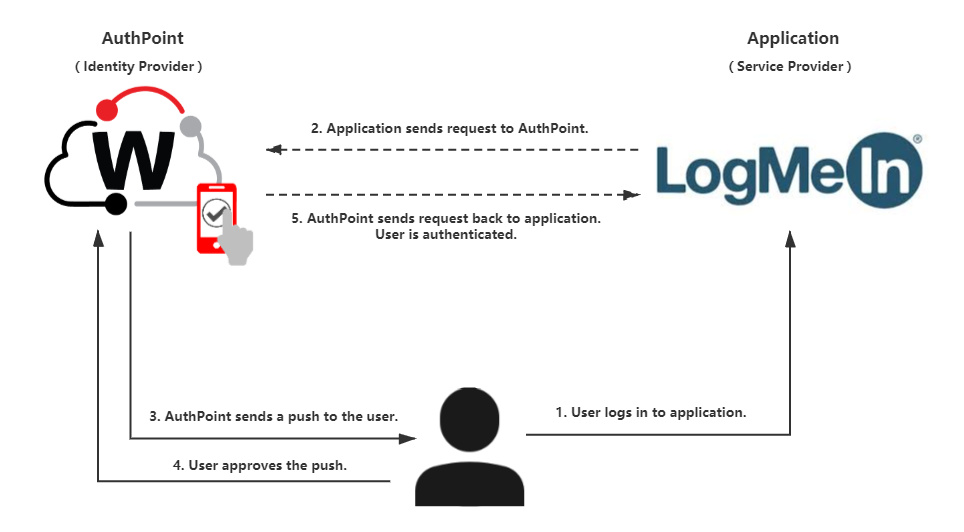 AuthPoint
Application
( Identity Provider )
( Service Provider )
2. Application sends request to AuthPoint.
W
LogMeIn®
5. AuthPoint sends request back to application.
User is authenticated.
3. AuthPoint sends a push to the user.
1. User logs in to application.
4. User approves the push.